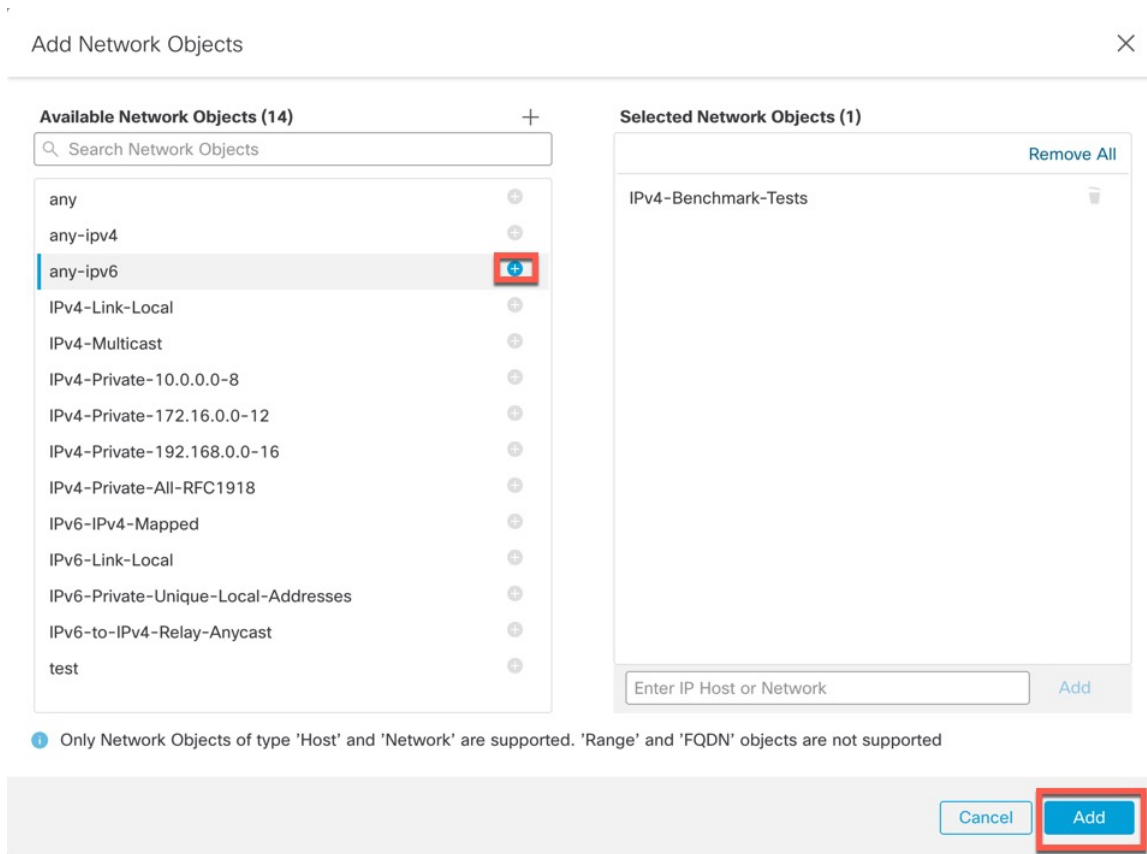 Add Network Objects
Available Network Objects (14)
Search Network Objects
any
any-ipv4
any-ipv6
IPv4-Link-Local
IPv4-Multicast
IPv4-Private-10.0.0.0-8
IPv4-Private-172.16.0.0-12
IPv4-Private-192.168.0.0-16
IPv4-Private-All-RFC1918
IPv6-IPv4-Mapped
IPv6-Link-Local
IPv6-Private-Unique-Local-Addresses
IPv6-to-IPv4-Relay-Anycast
test
Selected Network Objects (1)
Remove All
IPv4-Benchmark-Tests
Enter IP Host or Network
Add
Only Network Objects of type 'Host' and 'Network' are supported. 'Range' and 'FQDN' objects are not supported
Cancel
Add